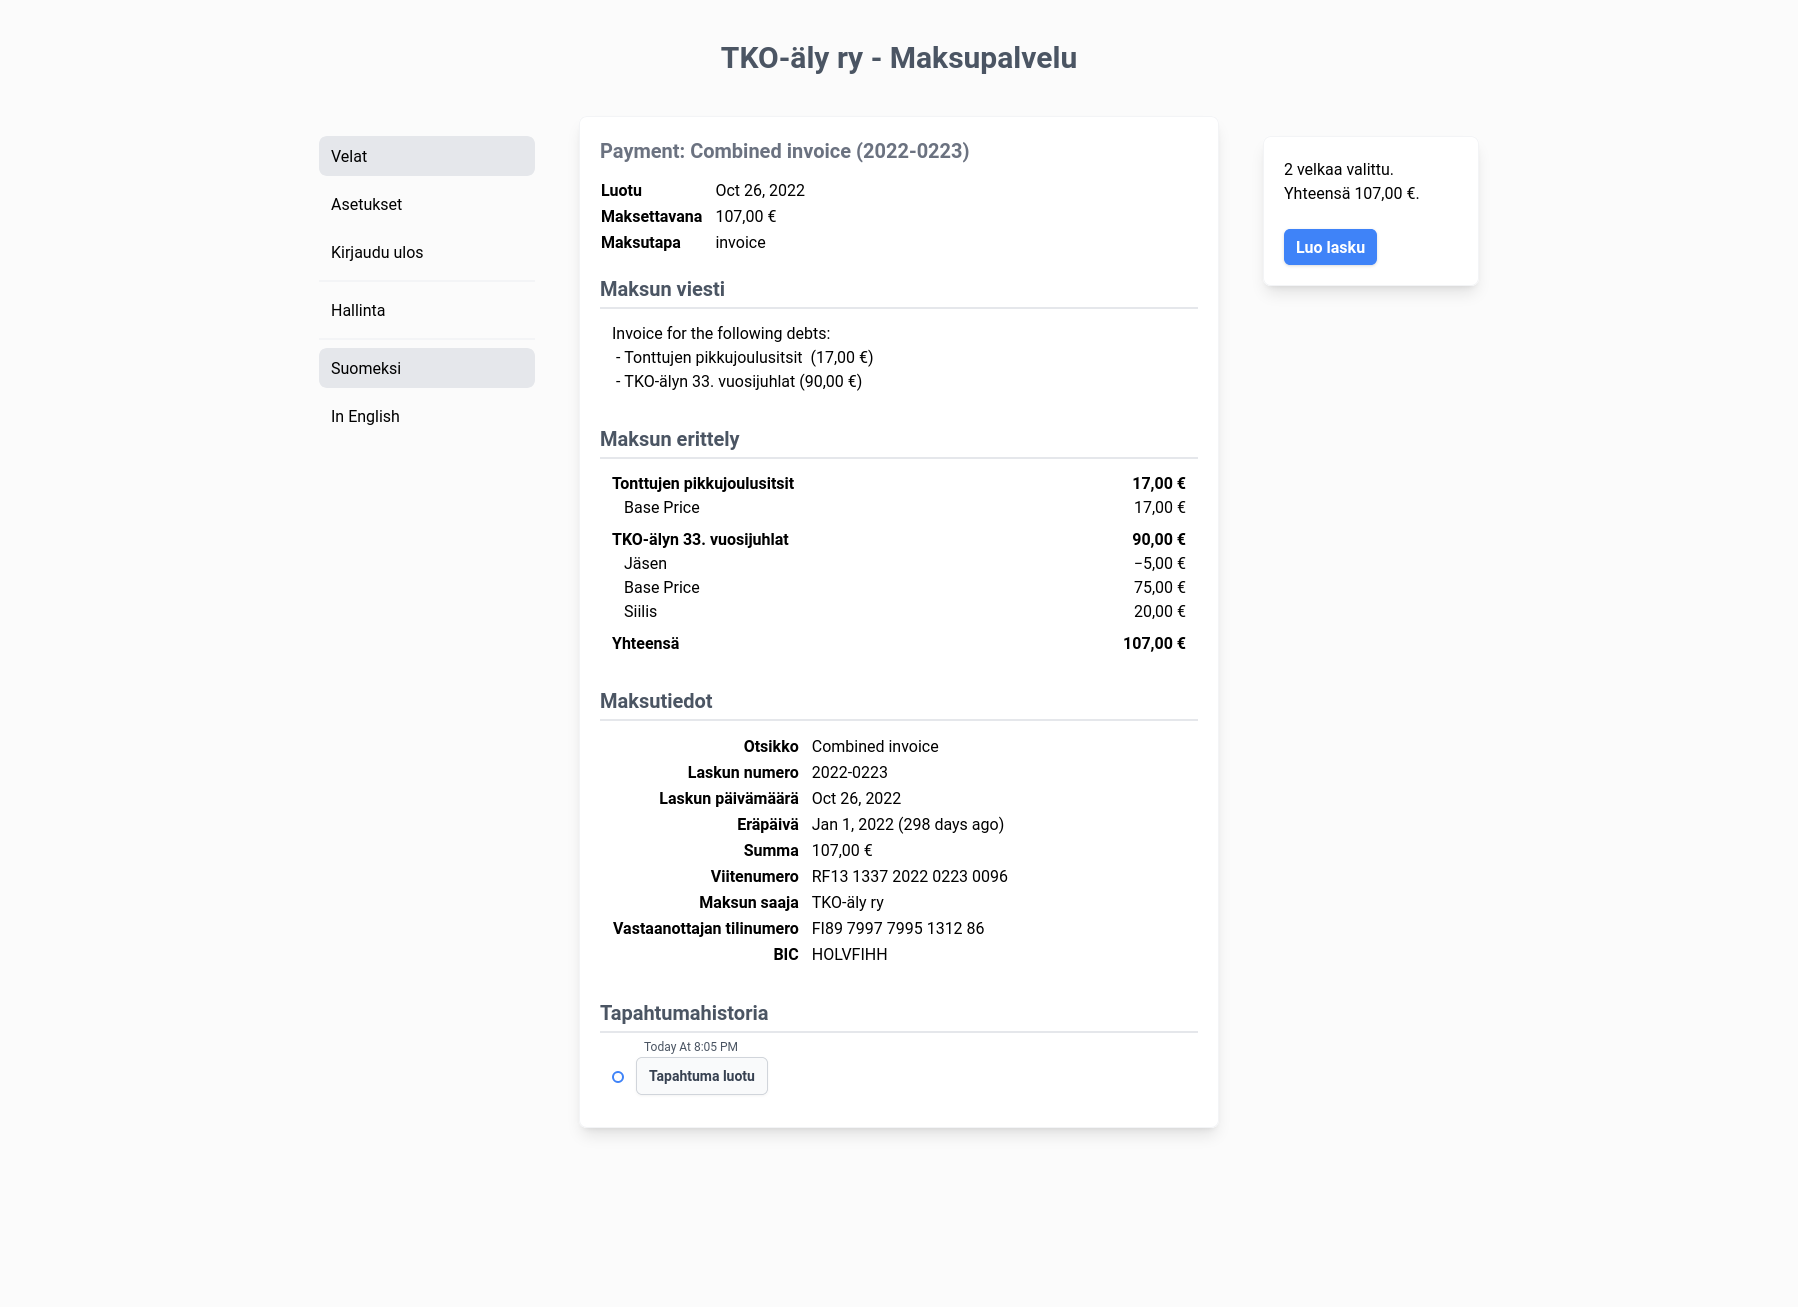 TKO-äly ry - Maksupalvelu
Velat
Asetukset
Kirjaudu ulos
Hallinta
Suomeksi
In English
Payment: Combined invoice (2022-0223)
Luotu Oct 26, 2022
Maksettavana 107,00 €
Maksutapa invoice
Maksun viesti
Invoice for the following debts:
- Tonttujen pikkujoulusitsit (17,00 €)
- TKO-älyn 33. vuosijuhlat (90,00 €)
Maksun erittely
Tonttujen pikkujoulusitsit 17,00 €
Base Price 17,00 €
TKO-älyn 33. vuosijuhlat 90,00 €
Jäsen −5,00 €
Base Price 75,00 €
Siilis 20,00 €
Yhteensä 107,00 €
Maksutiedot
Otsikko Combined invoice
Laskun numero 2022-0223
Laskun päivämäärä Oct 26, 2022
Eräpäivä Jan 1, 2022 (298 days ago)
Summa 107,00 €
Viitenumero RF13 1337 2022 0223 0096
Maksun saaja TKO-äly ry
Vastaanottajan tilinumero FI89 7997 7995 1312 86
BIC HOLVFIHH
Tapahtumahistoria
Today At 8:05 PM
Tapahtuma luotu
2 velkaa valittu.
Yhteensä 107,00 €.
Luo lasku